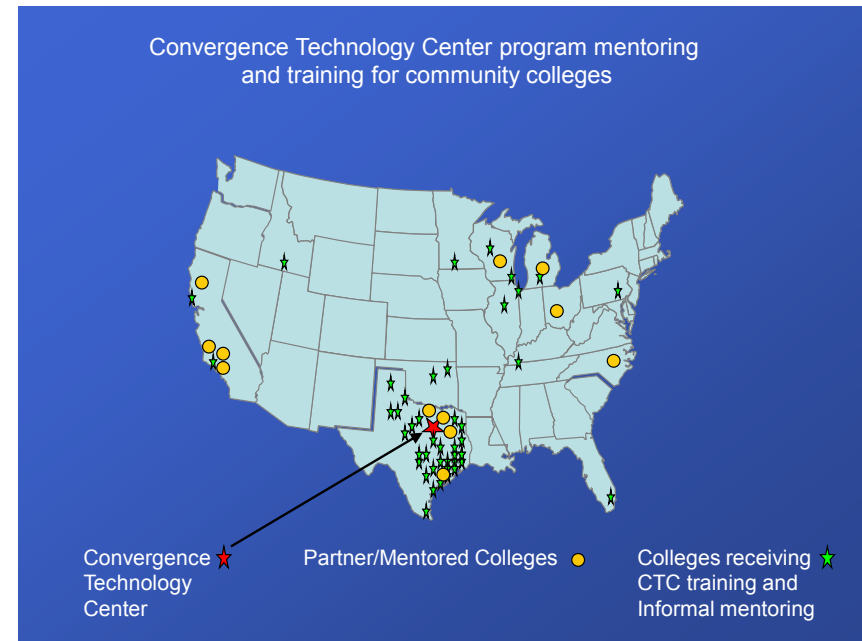 Convergence Technology Center program mentoring
and training for community colleges
Convergence
Technology
Center
Partner/Mentored Colleges
Colleges receiving
CTC training and
Informal mentoring